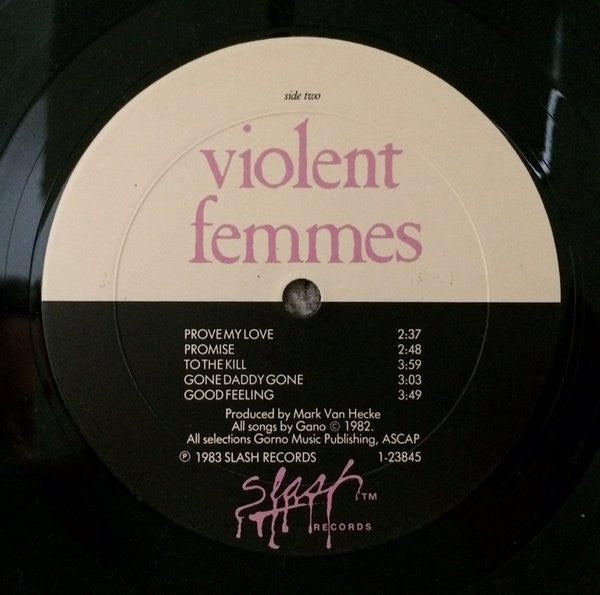 side two
violent
femmes
PROVE MY LOVE 2:37
PROMISE 2:48
TO THE KILL 3:59
GONE DADDY GONE 3:03
GOOD FEELING 3:49
Produced by Mark Van Hecke
All songs by Gano © 1982.
All selections Gorno Music Publishing, ASCAP
℗ 1983 SLASH RECORDS 1-23845
Slash TM
RECORDS